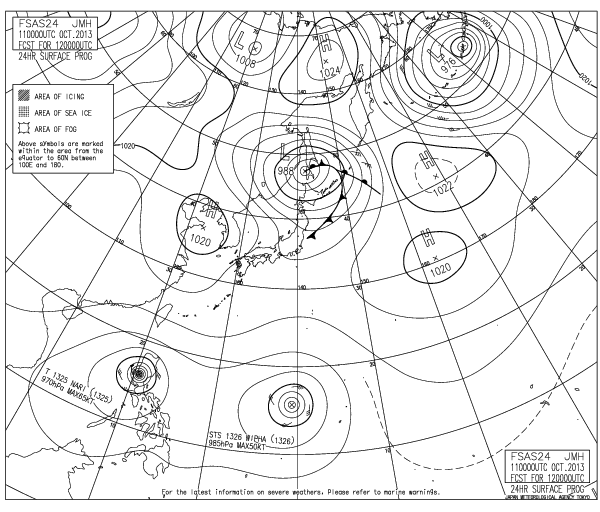 FSAS24 JMH
110000UTC OCT.2013
FCST FOR 120000UTC
24HR SURFACE PROG
AREA OF ICING
AREA OF SEA ICE
AREA OF FOG
Above symbols are marked
within the area from the
equator to 60N between
100E and 180.
L
1008
H
1024
L
976
1000
1020
1020
L
988
H
1022
H
1020
H
1020
T 1325 NARI (1325)
970hPa MAX65KT
STS 1326 WIPHA (1326)
985hPa MAX50KT
FSAS24 JMH
110000UTC OCT.2013
FCST FOR 120000UTC
24HR SURFACE PROG
JAPAN METEOROLOGICAL AGENCY TOKYO
For the latest information on severe weathers, Please refer to marine warnings.